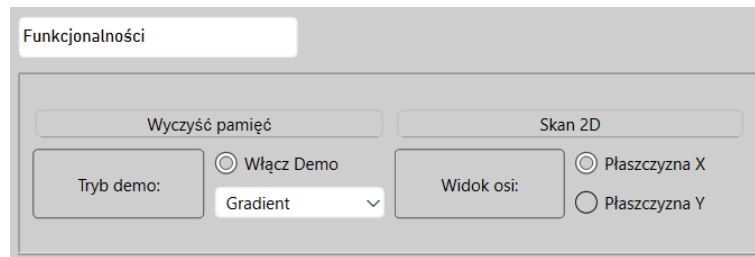 Funkcjonalności
Wyczyść pamięć
Skan 2D
Tryb demo:
Włącz Demo
Gradient
Widok osi:
Płaszczyzna X
Płaszczyzna Y